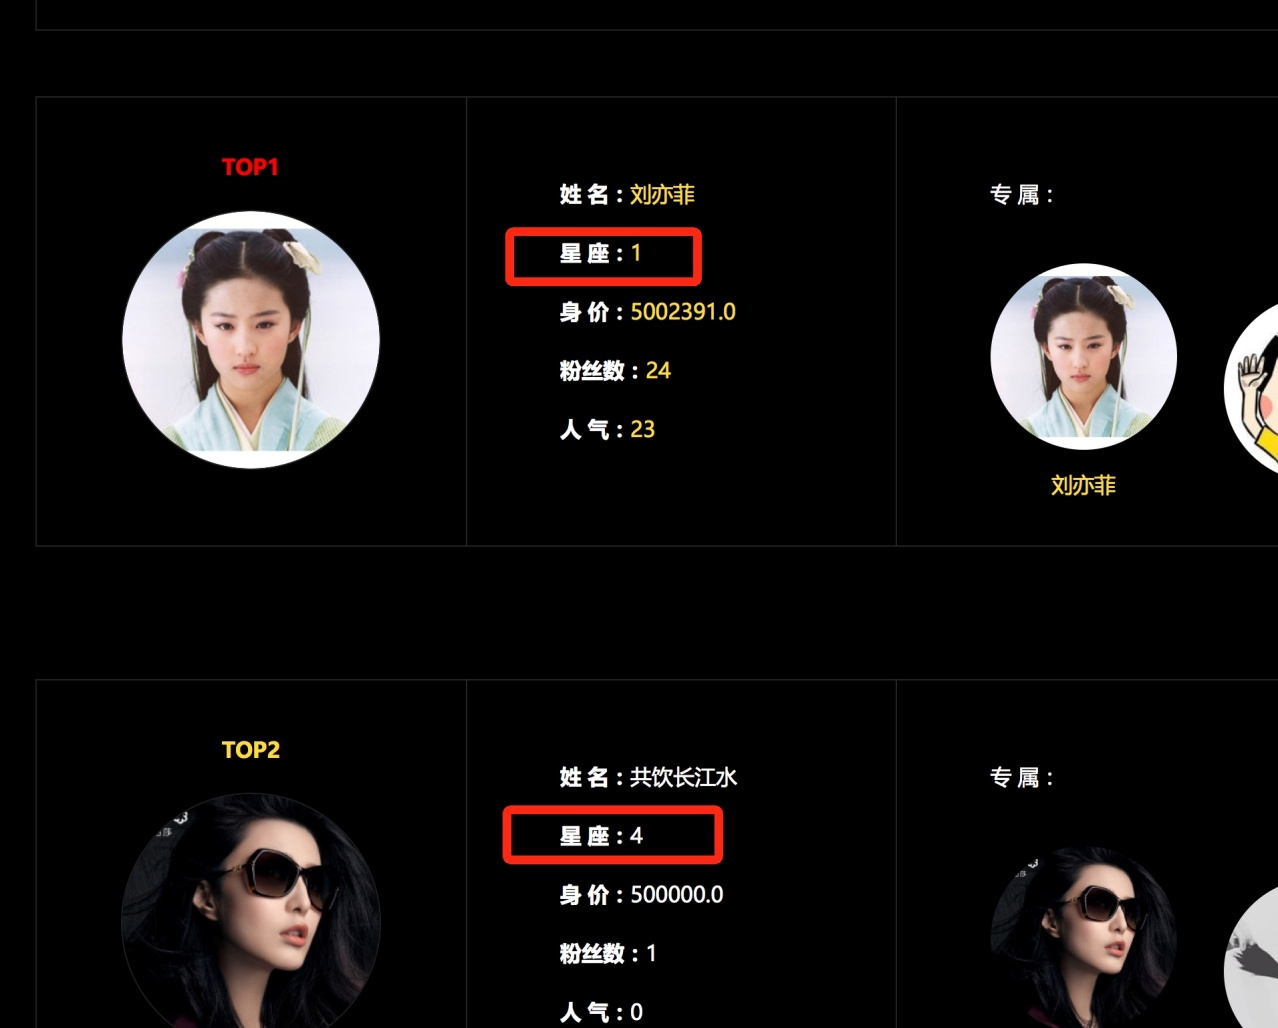 TOP1
姓 名：刘亦菲
星 座：1
身 价：5002391.0
粉丝数：24
人 气：23
专 属：
刘亦菲
TOP2
姓 名：共饮长江水
星 座：4
身 价：500000.0
粉丝数：1
人 气：0
专 属：